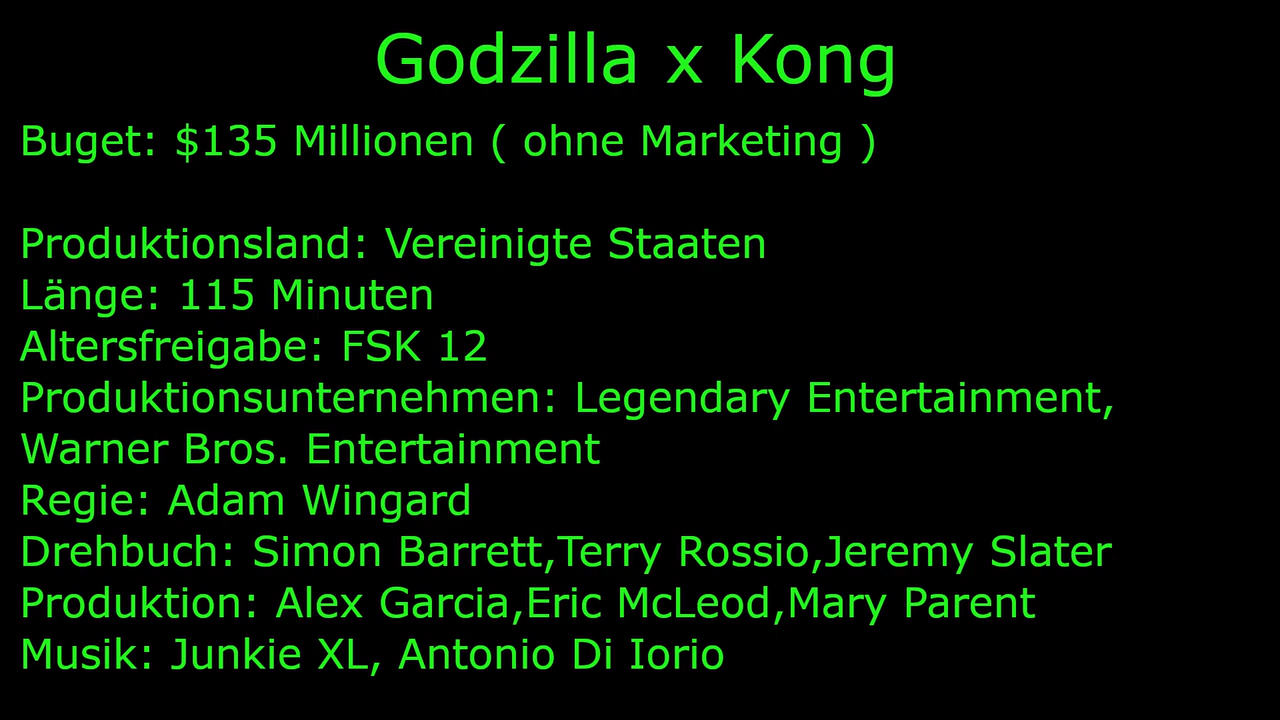 Godzilla x Kong
Buget: $135 Millionen ( ohne Marketing )
Produktionsland: Vereinigte Staaten
Länge: 115 Minuten
Altersfreigabe: FSK 12
Produktionsunternehmen: Legendary Entertainment,
Warner Bros. Entertainment
Regie: Adam Wingard
Drehbuch: Simon Barrett,Terry Rossio,Jeremy Slater
Produktion: Alex Garcia,Eric McLeod,Mary Parent
Musik: Junkie XL, Antonio Di Iorio